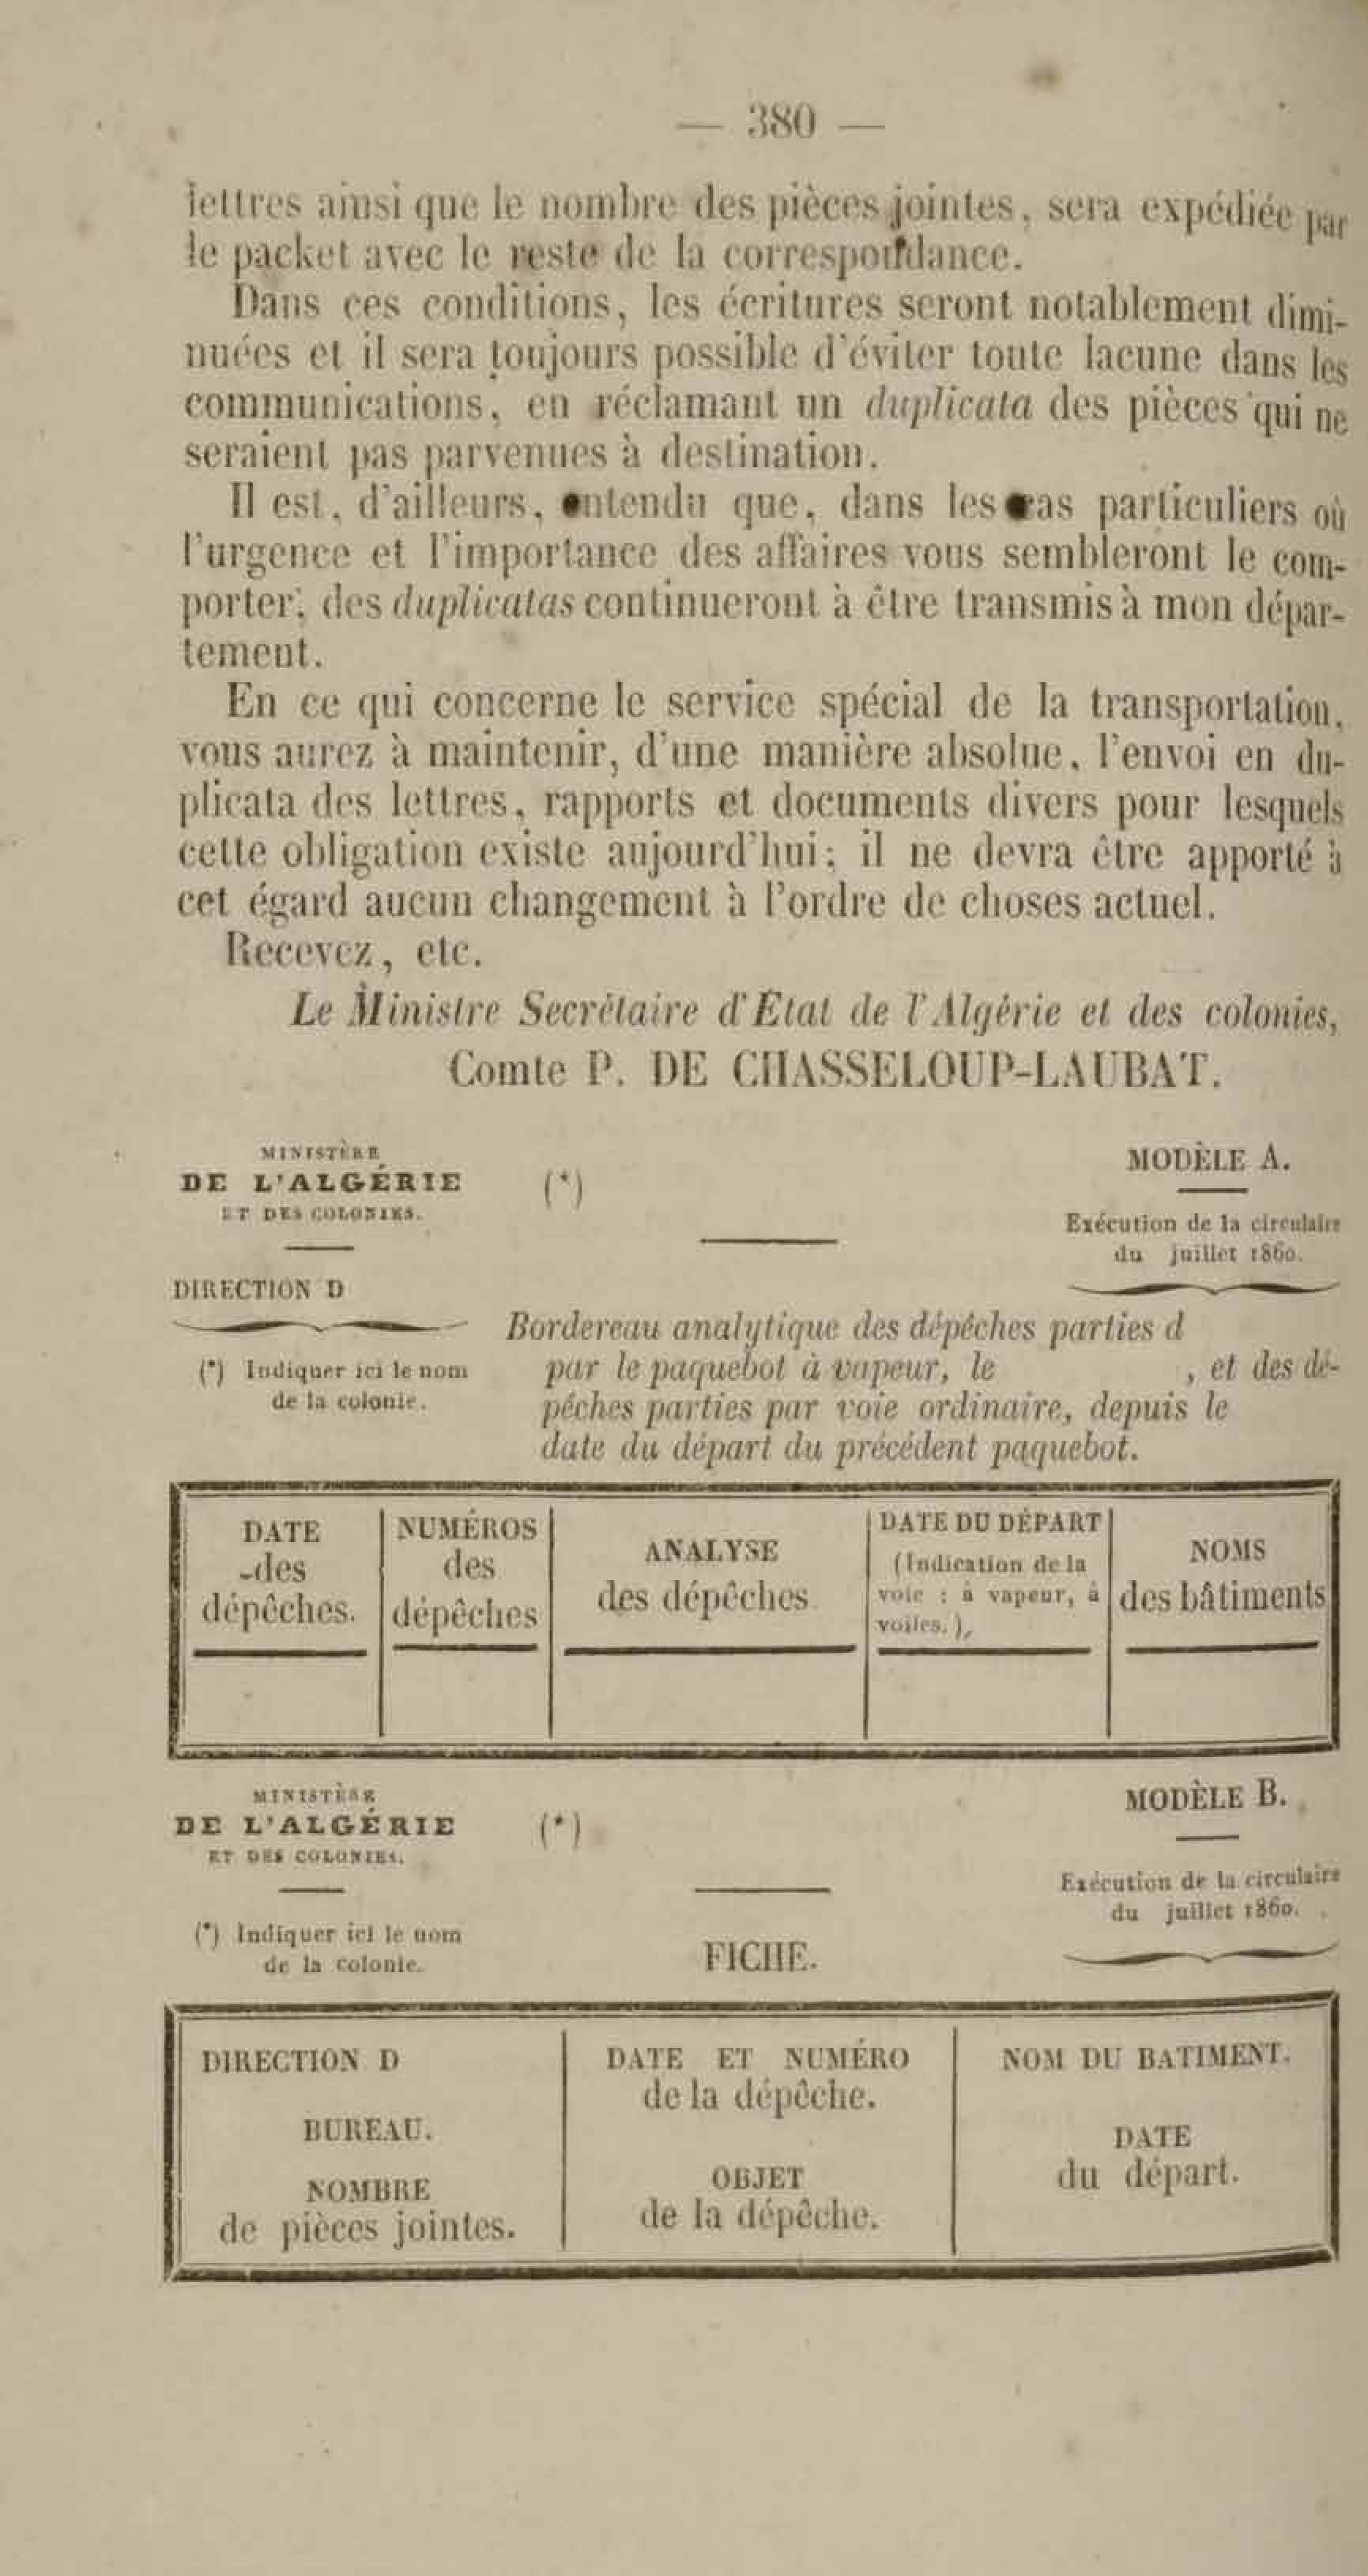 — 380 —
lettres ainsi que le nombre des pièces jointes, sera expédiée par
le packet avec le reste de la correspondance.
Dans ces conditions, les écritures seront notablement dimi-
nuées et il sera toujours possible d'éviter toute lacune dans les
communications, en réclamant un duplicata des pièces qui ne
seraient pas parvenues à destination.
Il est, d'ailleurs, entendu que, dans les cas particuliers où
l'urgence et l'importance des affaires vous sembleront le com-
porter, des duplicatas continueront à être transmis à mon dépar-
tement.
En ce qui concerne le service spécial de la transportation,
vous aurez à maintenir, d'une manière absolue, l'envoi en du-
plicata des lettres, rapports et documents divers pour lesquels
cette obligation existe aujourd'hui; il ne devra être apporté à
cet égard aucun changement à l'ordre de choses actuel.
Recevez, etc.
Le Ministre Secrétaire d'État de l'Algérie et des colonies,
Comte P. DE CHASSELOUP-LAUBAT.
MINISTÈRE
DE L'ALGÉRIE
ET DES COLONIES.
(*)
MODÈLE A.
Exécution de la circulaire
du juillet 1860.
DIRECTION D
(*) Indiquer ici le nom
de la colonie.
Bordereau analytique des dépêches parties d
par le paquebot à vapeur, le , et des dé-
pêches parties par voie ordinaire, depuis le
date du départ du précédent paquebot.
DATE
des
dépêches.
NUMÉROS
des
dépêches
ANALYSE
des dépêches
DATE DU DÉPART
(Indication de la
voie : à vapeur, à
voiles.),
NOMS
des bâtiments
MINISTÈRE
DE L'ALGÉRIE
ET DES COLONIES.
(*)
MODÈLE B.
Exécution de la circulaire
du juillet 1860.
(*) Indiquer ici le nom
de la colonie.
FICHE.
DIRECTION D
BUREAU.
NOMBRE
de pièces jointes.
DATE ET NUMÉRO
de la dépêche.
OBJET
de la dépêche.
NOM DU BATIMENT.
DATE
du départ.